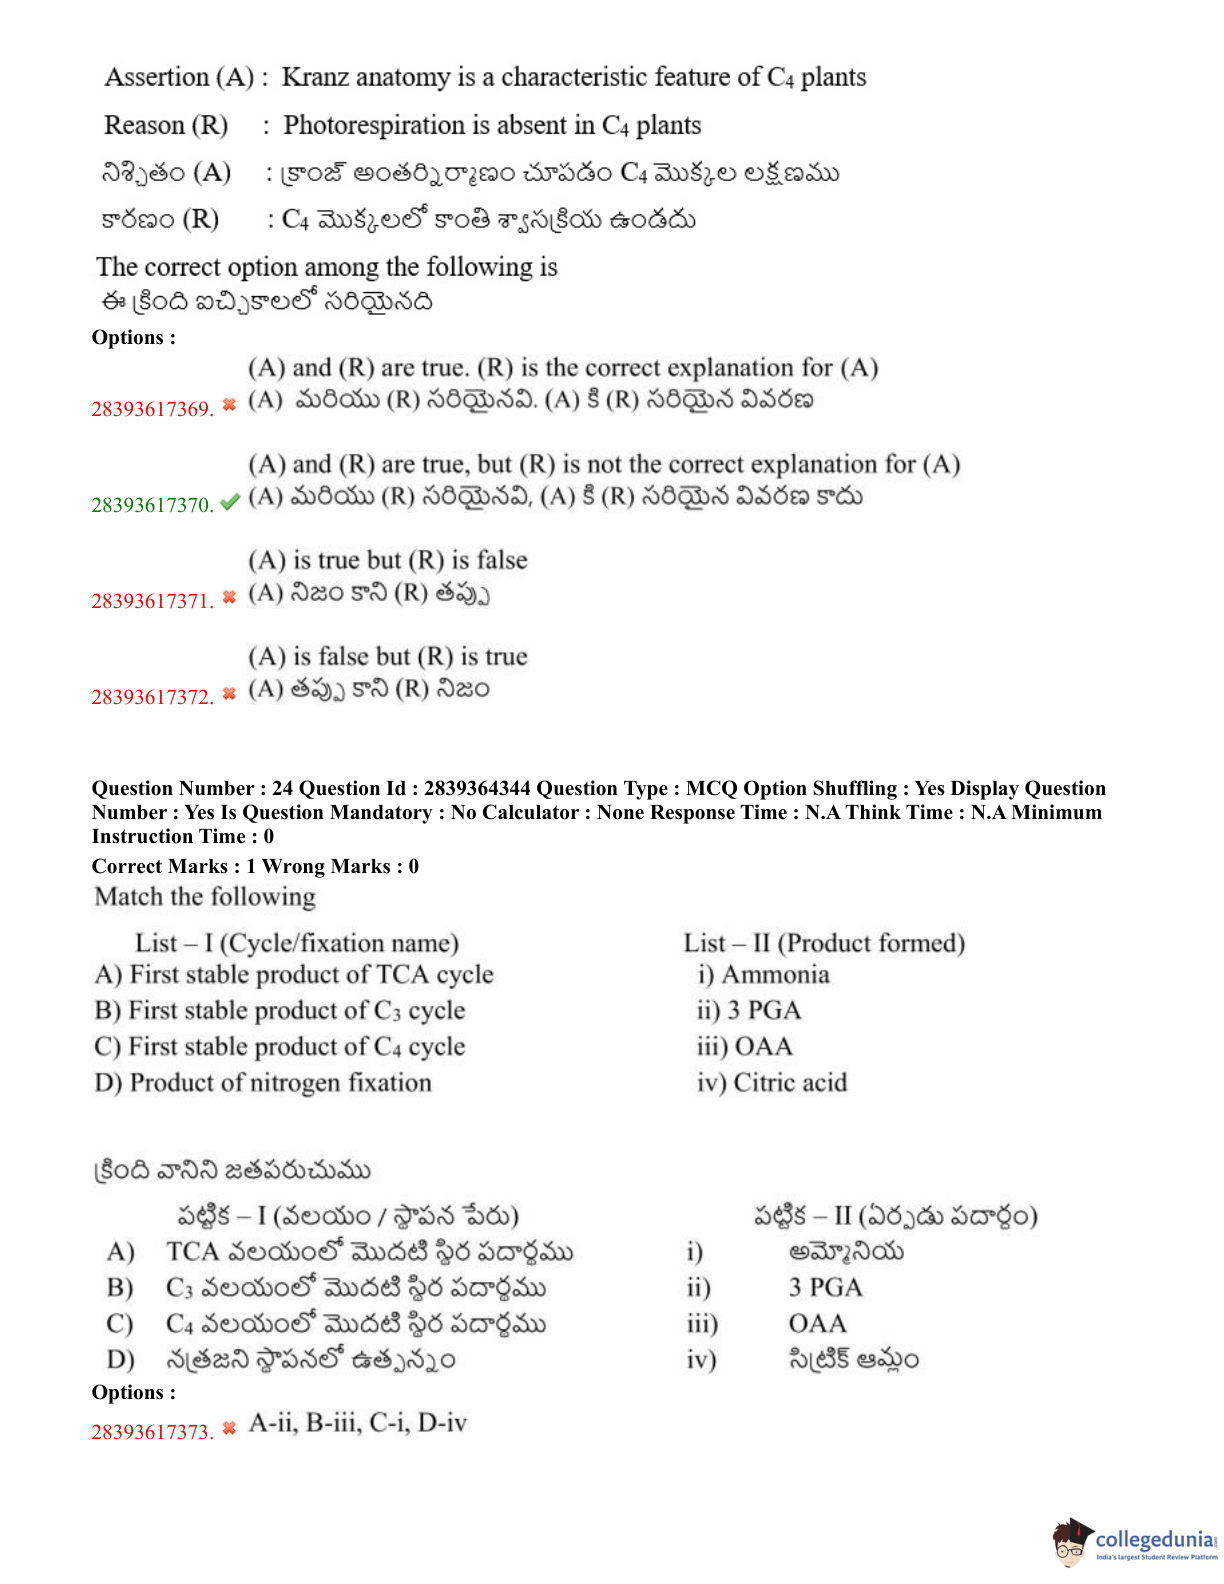 Assertion (A) : Kranz anatomy is a characteristic feature of C₄ plants
Reason (R) : Photorespiration is absent in C₄ plants
నిశ్చితం (A) : క్రాంజ్ అంతర్నిర్మాణం చూపడం C₄ మొక్కల లక్షణము
కారణం (R) : C₄ మొక్కలలో కాంతి శ్వాసక్రియ ఉండదు
The correct option among the following is
ఈ క్రింది ఐచ్ఛికాలలో సరియైనది
Options :
(A) and (R) are true. (R) is the correct explanation for (A)
28393617369. (A) మరియు (R) సరియైనవి. (A) కి (R) సరియైన వివరణ
(A) and (R) are true, but (R) is not the correct explanation for (A)
28393617370. (A) మరియు (R) సరియైనవి, (A) కి (R) సరియైన వివరణ కాదు
(A) is true but (R) is false
28393617371. (A) నిజం కాని (R) తప్పు
(A) is false but (R) is true
28393617372. (A) తప్పు కాని (R) నిజం
Question Number : 24 Question Id : 2839364344 Question Type : MCQ Option Shuffling : Yes Display Question
Number : Yes Is Question Mandatory : No Calculator : None Response Time : N.A Think Time : N.A Minimum
Instruction Time : 0
Correct Marks : 1 Wrong Marks : 0
Match the following
List – I (Cycle/fixation name) List – II (Product formed)
A) First stable product of TCA cycle i) Ammonia
B) First stable product of C₃ cycle ii) 3 PGA
C) First stable product of C₄ cycle iii) OAA
D) Product of nitrogen fixation iv) Citric acid
క్రింది వానిని జతపరుచుము
పట్టిక – I (వలయం / స్థాపన పేరు) పట్టిక – II (ఏర్పడు పదార్థం)
A) TCA వలయంలో మొదటి స్థిర పదార్థము i) అమ్మోనియ
B) C₃ వలయంలో మొదటి స్థిర పదార్థము ii) 3 PGA
C) C₄ వలయంలో మొదటి స్థిర పదార్థము iii) OAA
D) నత్రజని స్థాపనలో ఉత్పన్నం iv) సిట్రిక్ ఆమ్లం
Options :
28393617373. A-ii, B-iii, C-i, D-iv
collegedunia
India's largest Student Review Platform